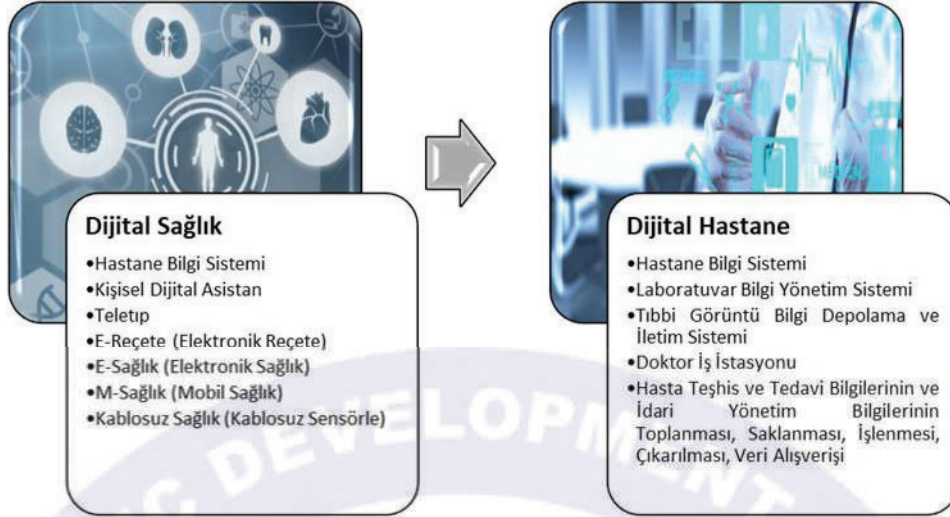 Dijital Sağlık
•Hastane Bilgi Sistemi
•Kişisel Dijital Asistan
•Teletıp
•E-Reçete (Elektronik Reçete)
•E-Sağlık (Elektronik Sağlık)
•M-Sağlık (Mobil Sağlık)
•Kablosuz Sağlık (Kablosuz Sensörle)
MEDICAL
Dijital Hastane
•Hastane Bilgi Sistemi
•Laboratuvar Bilgi Yönetim Sistemi
•Tıbbi Görüntü Bilgi Depolama ve
İletim Sistemi
•Doktor İş İstasyonu
•Hasta Teşhis ve Tedavi Bilgilerinin ve
İdari Yönetim Bilgilerinin
Toplanması, Saklanması, İşlenmesi,
Çıkarılması, Veri Alışverişi
DEVELOPMENT